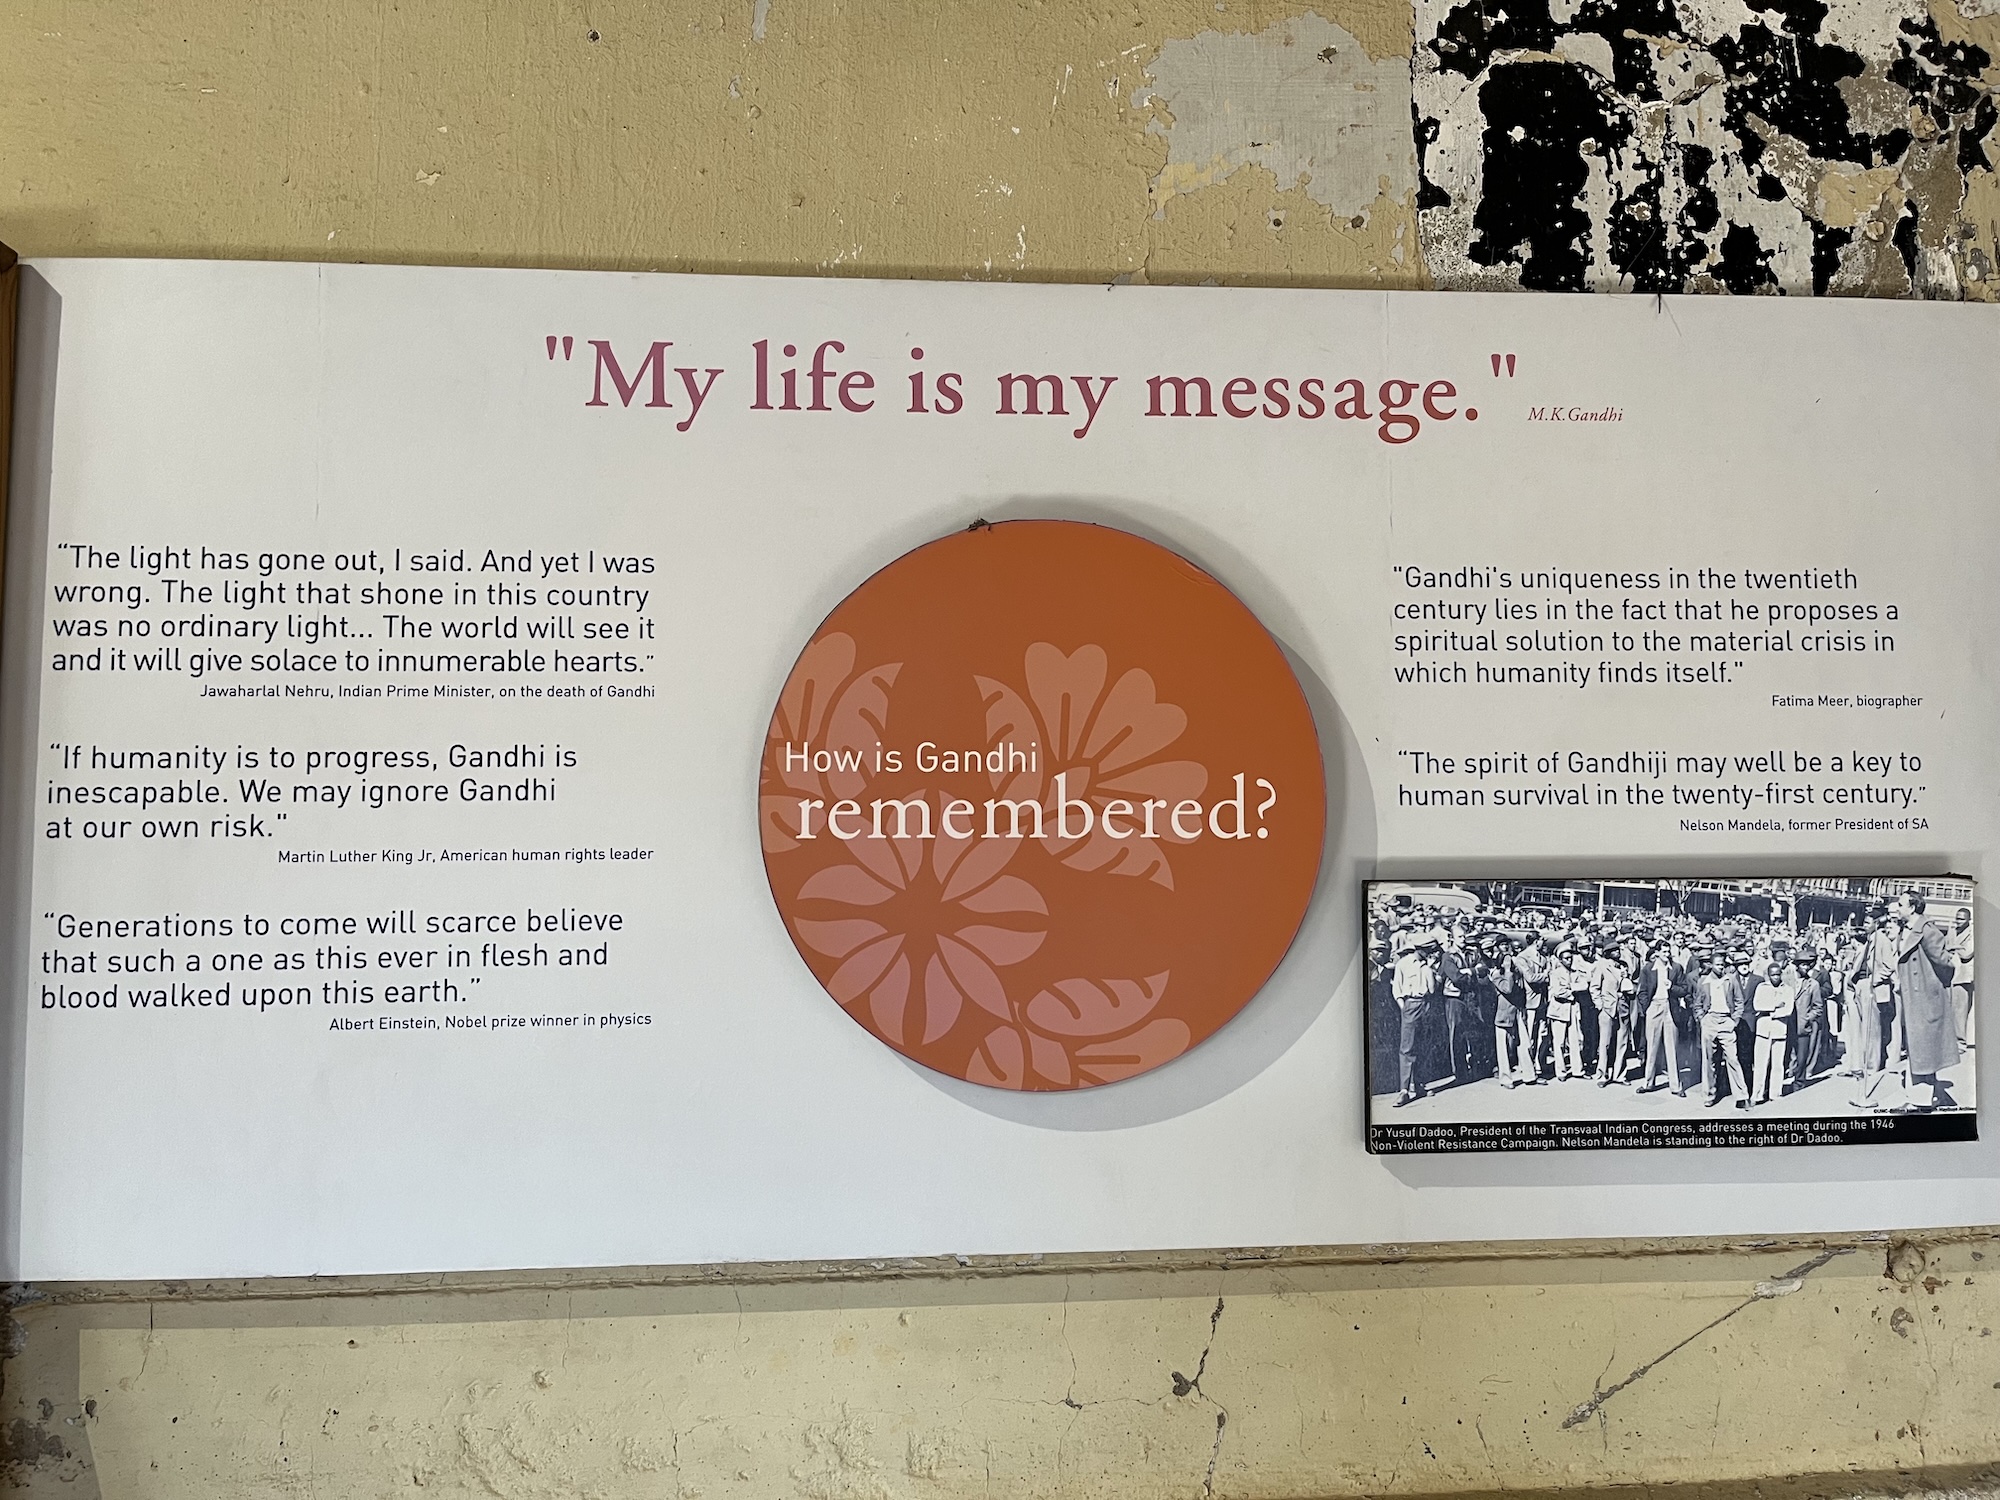 "My life is my message."
M.K.Gandhi
“The light has gone out, I said. And yet I was
wrong. The light that shone in this country
was no ordinary light... The world will see it
and it will give solace to innumerable hearts.”
Jawaharlal Nehru, Indian Prime Minister, on the death of Gandhi
“If humanity is to progress, Gandhi is
inescapable. We may ignore Gandhi
at our own risk."
Martin Luther King Jr, American human rights leader
“Generations to come will scarce believe
that such a one as this ever in flesh and
blood walked upon this earth.”
Albert Einstein, Nobel prize winner in physics
How is Gandhi
remembered?
"Gandhi's uniqueness in the twentieth
century lies in the fact that he proposes a
spiritual solution to the material crisis in
which humanity finds itself."
Fatima Meer, biographer
“The spirit of Gandhiji may well be a key to
human survival in the twenty-first century.”
Nelson Mandela, former President of SA
Dr Yusuf Dadoo, President of the Transvaal Indian Congress, addresses a meeting during the 1946
Non-Violent Resistance Campaign. Nelson Mandela is standing to the right of Dr Dadoo.